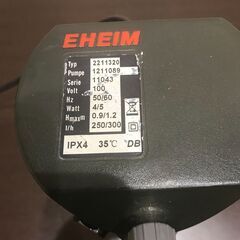 EHEIM
Typ 2211320
Pumpe 1211089
Serie 11043
Volt 100
Hz 50/60
Watt 4/5
Hmaxm 0.9/1.2
l/h 250/300
IPX4 35℃ DB